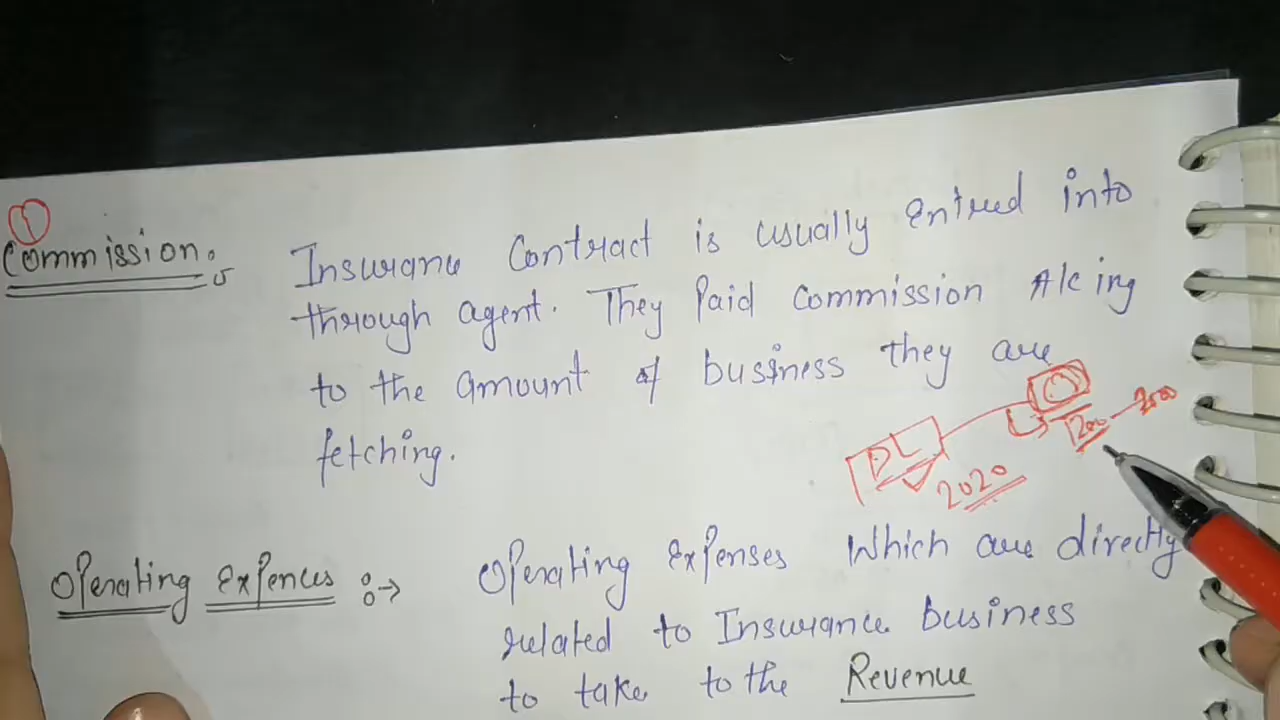 ①
Commission.
Insurance Contract is usually entred into
through agent. They Paid commission A/c ing
to the amount of business they are
fetching.
DL
2020
200
Operating Expences :→
Operating Expenses Which are directly
related to Insurance business
to take to the Revenue